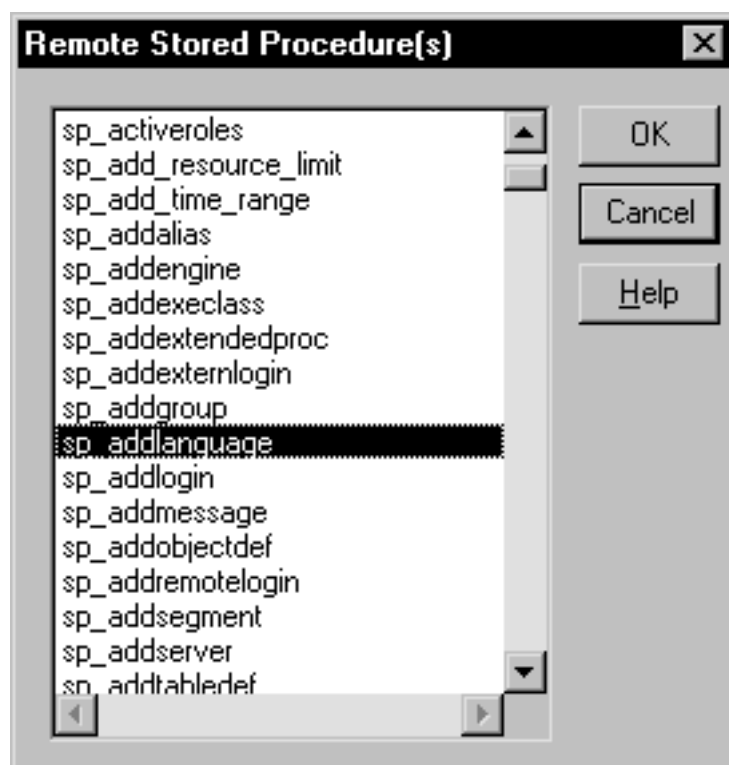 Remote Stored Procedure(s)
sp_activeroles
sp_add_resource_limit
sp_add_time_range
sp_addalias
sp_addengine
sp_addexeclass
sp_addextendedproc
sp_addexternlogin
sp_addgroup
sp_addlanguage
sp_addlogin
sp_addmessage
sp_addobjectdef
sp_addremotelogin
sp_addsegment
sp_addserver
sp_addtabledef
OK
Cancel
Help